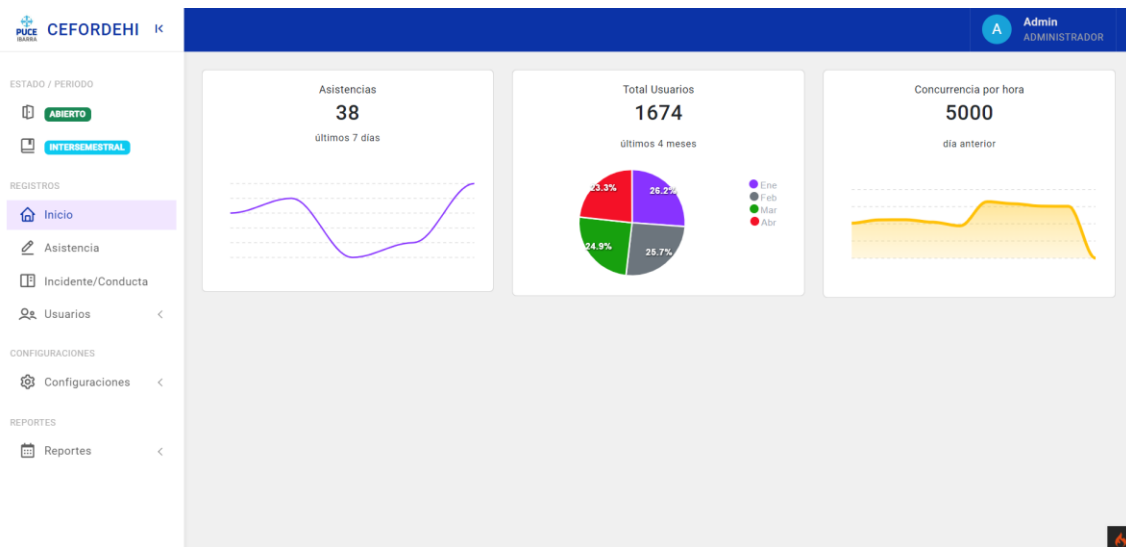 PUCE
IBARRA
CEFORDEHI
A
Admin
ADMINISTRADOR
ESTADO / PERIODO
ABIERTO
INTERSEMESTRAL
REGISTROS
Inicio
Asistencia
Incidente/Conducta
Usuarios
CONFIGURACIONES
Configuraciones
REPORTES
Reportes
Asistencias
38
últimos 7 días
Total Usuarios
1674
últimos 4 meses
23.3%
26.2%
24.9%
25.7%
Ene
Feb
Mar
Abr
Concurrencia por hora
5000
día anterior